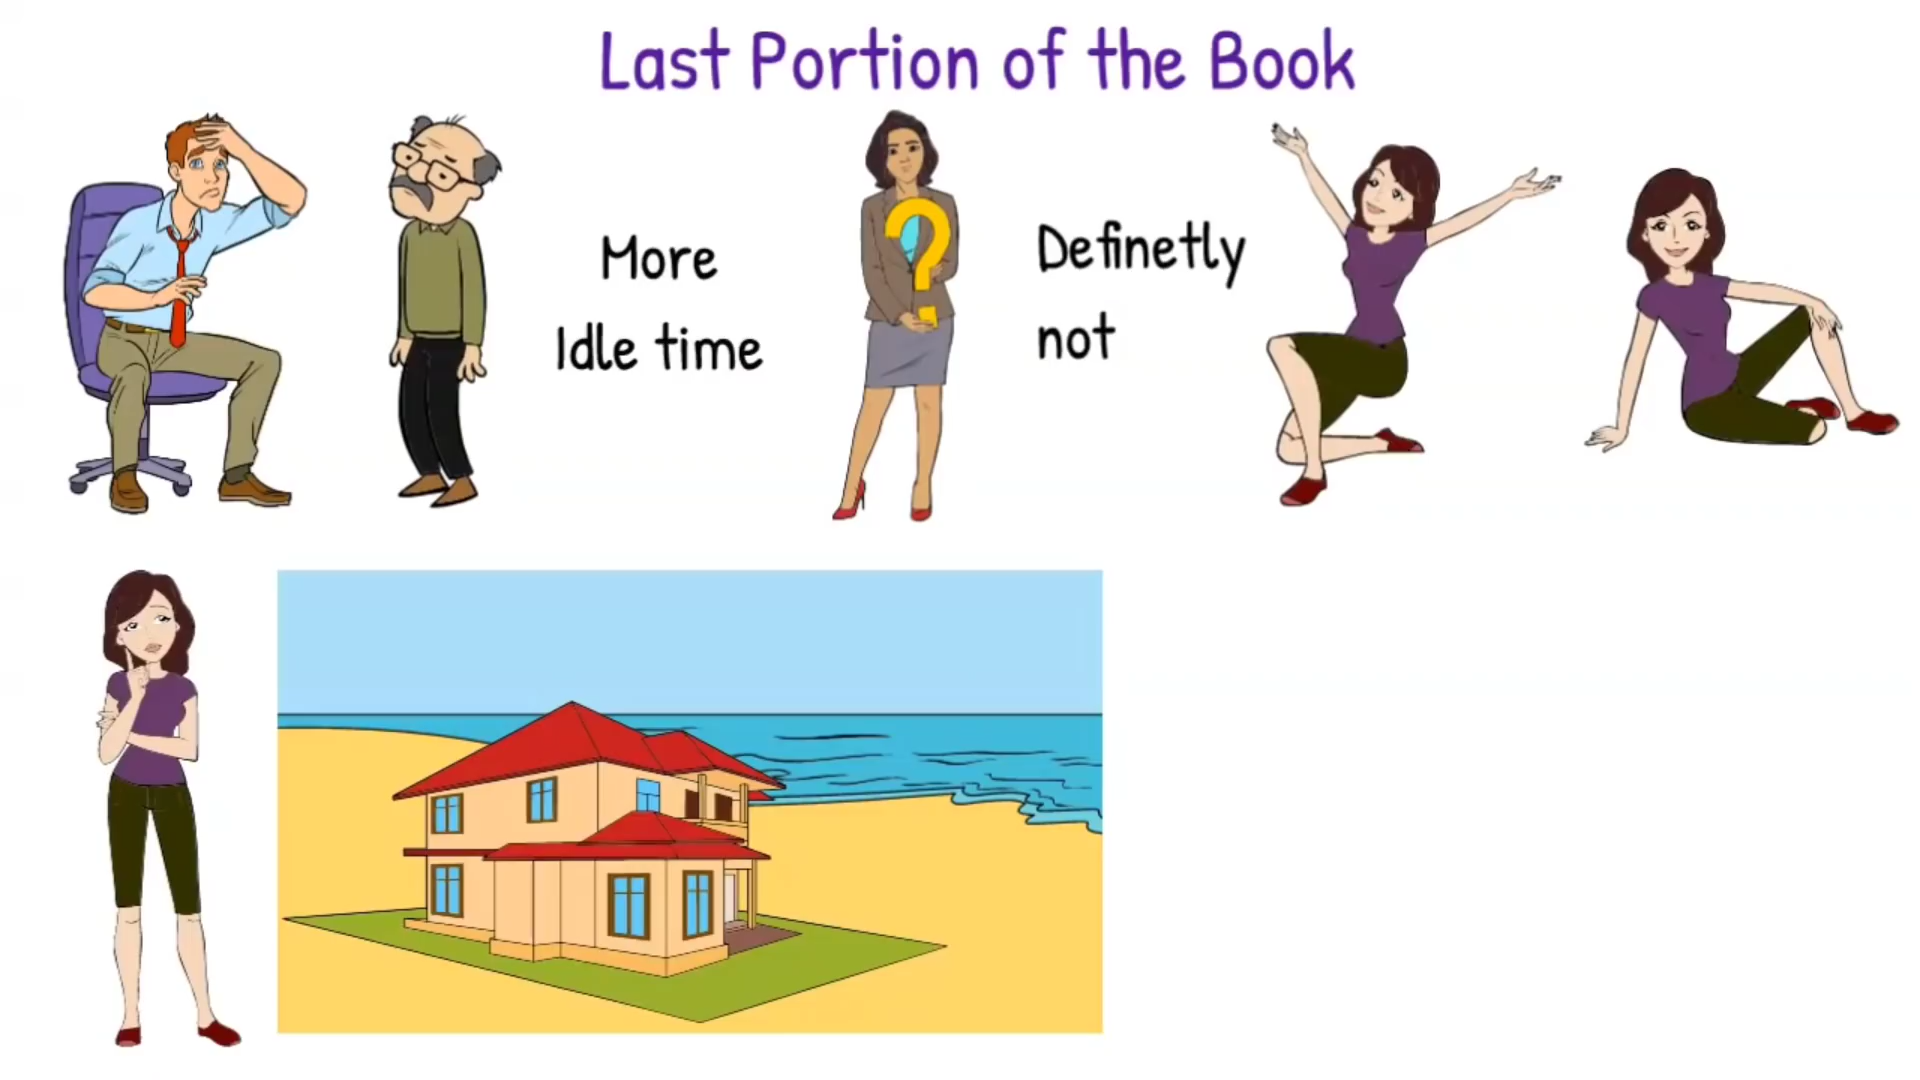 Last Portion of the Book
More
Idle time
?
Definetly
not